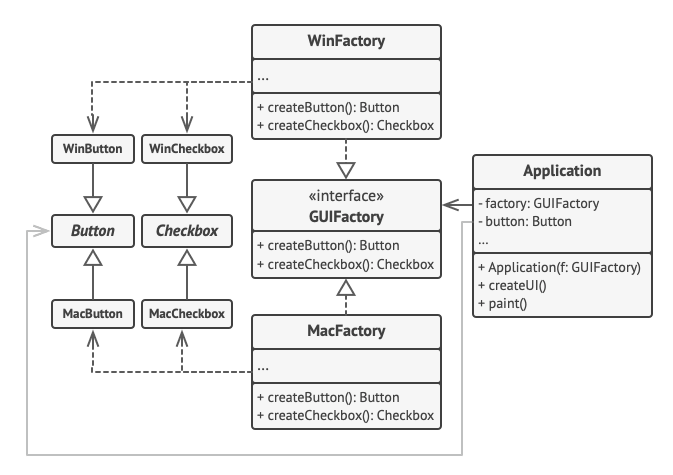 WinFactory
...
+ createButton(): Button
+ createCheckbox(): Checkbox
WinButton
WinCheckbox
Button
Checkbox
MacButton
MacCheckbox
«interface»
GUIFactory
+ createButton(): Button
+ createCheckbox(): Checkbox
Application
- factory: GUIFactory
- button: Button
...
+ Application(f: GUIFactory)
+ createUI()
+ paint()
MacFactory
...
+ createButton(): Button
+ createCheckbox(): Checkbox